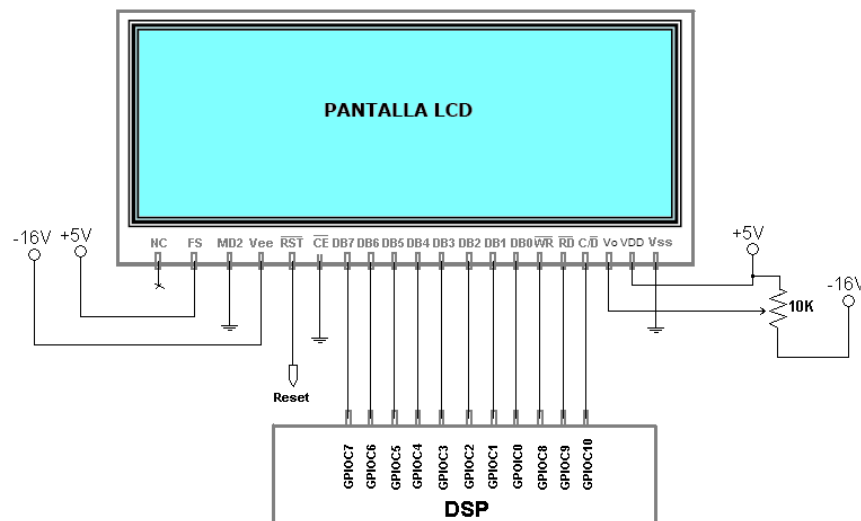 PANTALLA LCD
NC FS MD2 Vee RST CE DB7 DB6 DB5 DB4 DB3 DB2 DB1 DB0 WR RD C/D Vo VDD Vss
-16V
+5V
+5V
-16V
10K
Reset
GPIOC7
GPIOC6
GPIOC5
GPIOC4
GPIOC3
GPIOC2
GPIOC1
GPOIC0
GPIOC8
GPIOC9
GPIOC10
DSP